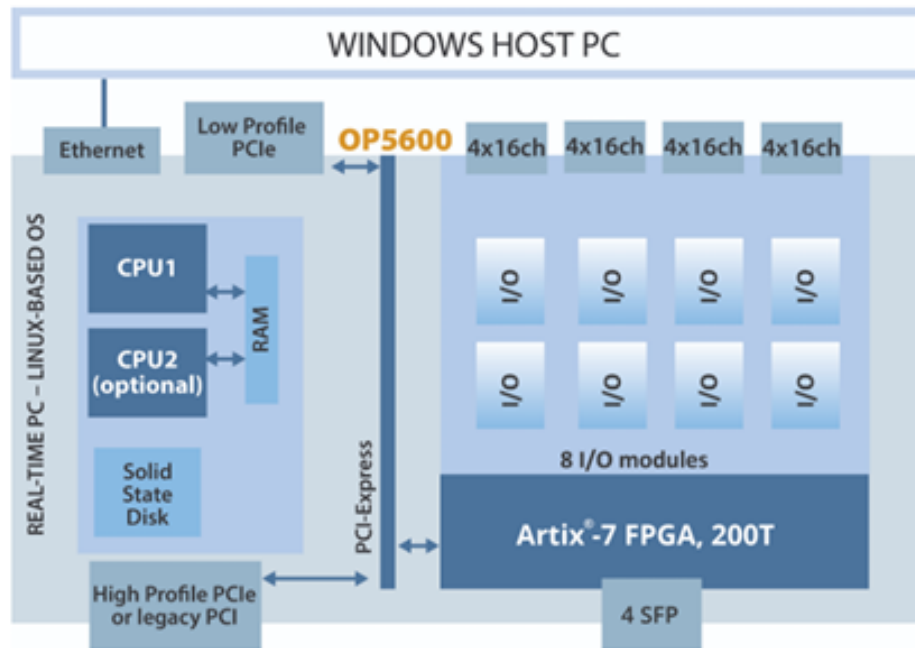 WINDOWS HOST PC
Ethernet
Low Profile
PCIe
OP5600
4x16ch
4x16ch
4x16ch
4x16ch
REAL-TIME PC – LINUX-BASED OS
CPU1
CPU2
(optional)
RAM
Solid
State
Disk
PCI-Express
I/O
I/O
I/O
I/O
I/O
I/O
I/O
I/O
8 I/O modules
Artix®-7 FPGA, 200T
High Profile PCIe
or legacy PCI
4 SFP